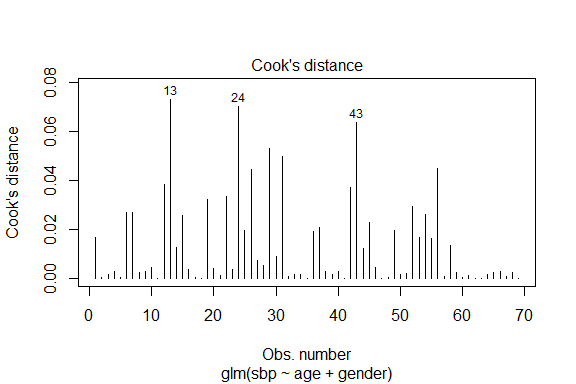 Cook's distance
0.08
0.06
0.04
0.02
0.00
Cook's distance
13
24
43
0 10 20 30 40 50 60 70
Obs. number
glm(sbp ~ age + gender)